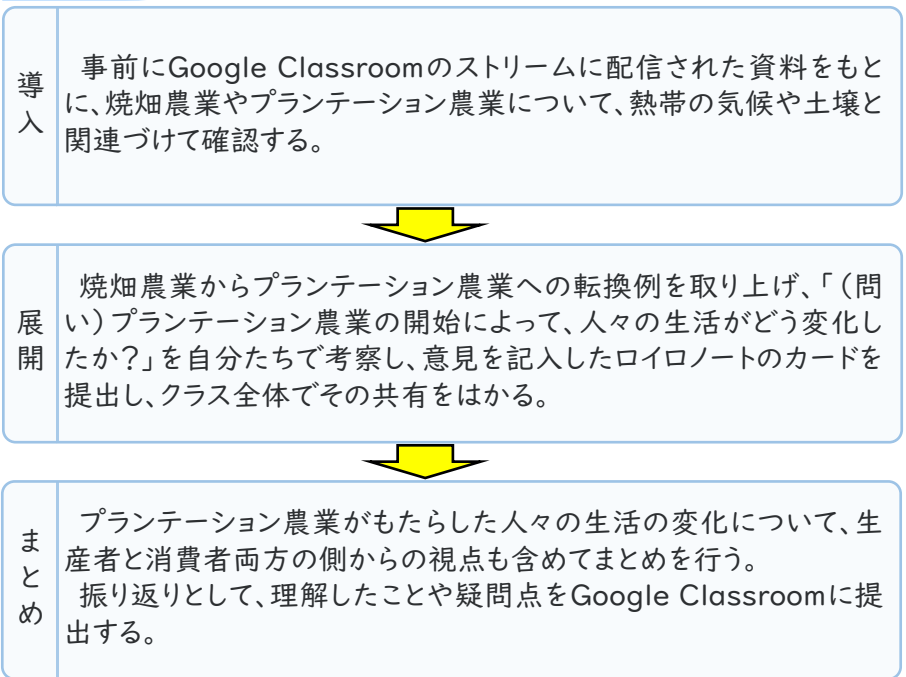 導入
事前にGoogle Classroomのストリームに配信された資料をもと
に、焼畑農業やプランテーション農業について、熱帯の気候や土壌と
関連づけて確認する。
展開
焼畑農業からプランテーション農業への転換例を取り上げ、「(問
い)プランテーション農業の開始によって、人々の生活がどう変化し
たか?」を自分たちで考察し、意見を記入したロイロノートのカードを
提出し、クラス全体でその共有をはかる。
まとめ
プランテーション農業がもたらした人々の生活の変化について、生
産者と消費者両方の側からの視点も含めてまとめを行う。
振り返りとして、理解したことや疑問点をGoogle Classroomに提
出する。